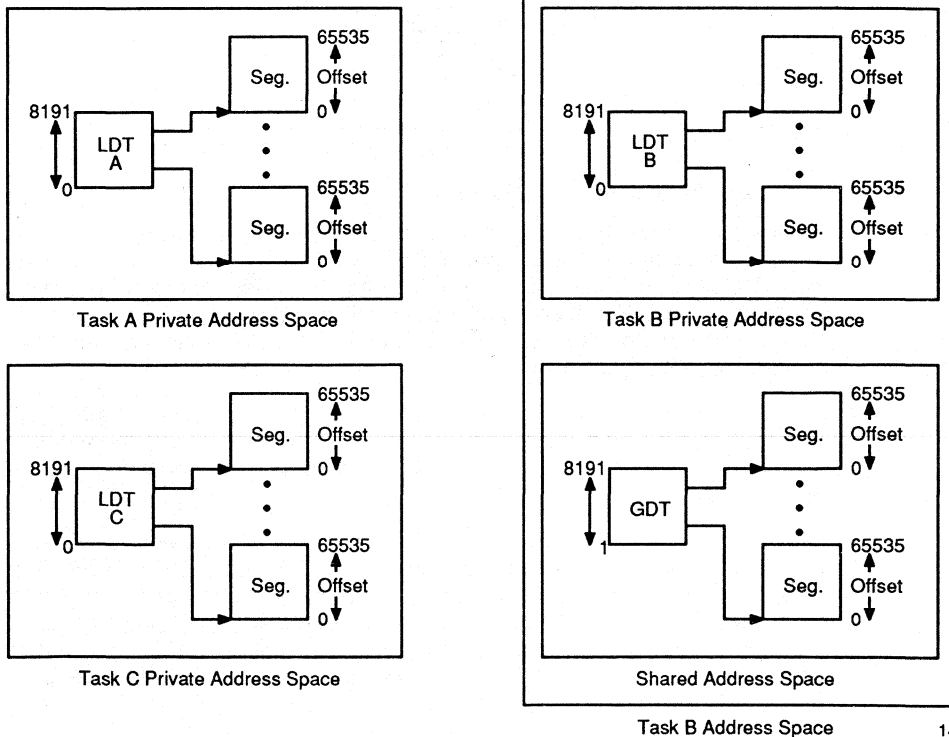 65535
Seg.
Offset
8191
0
LDT
A
65535
0
Seg.
Offset
0
Task A Private Address Space
65535
Seg.
Offset
8191
0
LDT
B
65535
0
Seg.
Offset
0
Task B Private Address Space
65535
Seg.
Offset
8191
0
LDT
C
65535
0
Seg.
Offset
0
Task C Private Address Space
65535
Seg.
Offset
8191
0
GDT
65535
1
Seg.
Offset
0
Shared Address Space
Task B Address Space